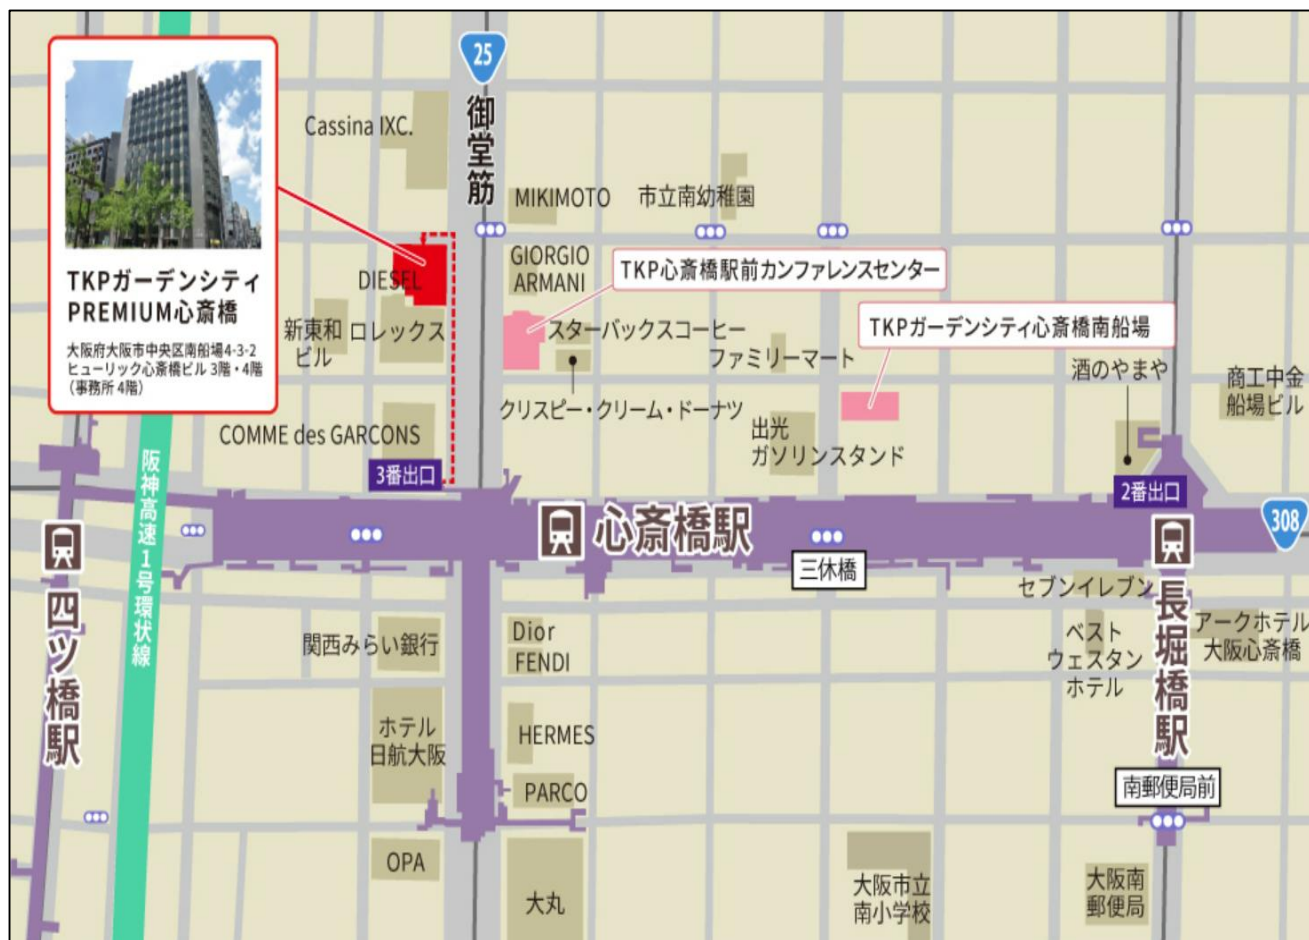 25
御堂筋
Cassina IXC.
MIKIMOTO
市立南幼稚園
TKPガーデンシティ
PREMIUM心斎橋
大阪府大阪市中央区南船場4-3-2
ヒューリック心斎橋ビル 3階・4階
（事務所 4階）
DIESEL
GIORGIO
ARMANI
TKP心斎橋駅前カンファレンスセンター
新東和
ビル
ロレックス
スターバックスコーヒー
ファミリーマート
TKPガーデンシティ心斎橋南船場
酒のやまや
商工中金
船場ビル
クリスピー・クリーム・ドーナツ
COMME des GARCONS
出光
ガソリンスタンド
3番出口
2番出口
阪神高速1号環状線
308
心斎橋駅
三休橋
四ツ橋駅
長堀橋駅
セブンイレブン
ベスト
ウェスタン
ホテル
アークホテル
大阪心斎橋
関西みらい銀行
Dior
FENDI
ホテル
日航大阪
HERMES
PARCO
南郵便局前
OPA
大丸
大阪市立
南小学校
大阪南
郵便局